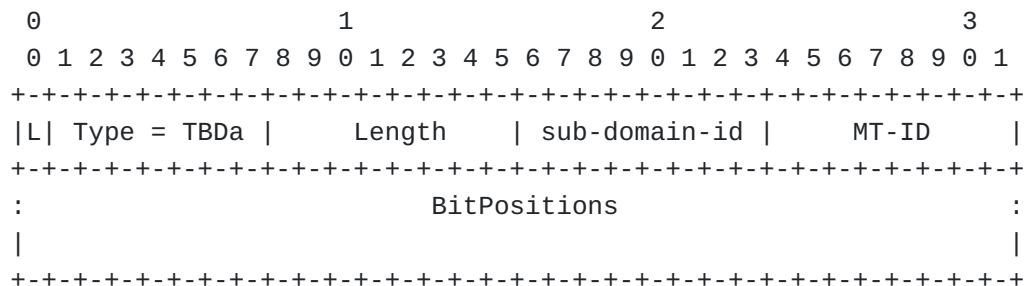 0                   1                   2                   3
 0 1 2 3 4 5 6 7 8 9 0 1 2 3 4 5 6 7 8 9 0 1 2 3 4 5 6 7 8 9 0 1
+-+-+-+-+-+-+-+-+-+-+-+-+-+-+-+-+-+-+-+-+-+-+-+-+-+-+-+-+-+-+-+-+
|L| Type = TBDa |     Length    | sub-domain-id |     MT-ID     |
+-+-+-+-+-+-+-+-+-+-+-+-+-+-+-+-+-+-+-+-+-+-+-+-+-+-+-+-+-+-+-+-+
:                          BitPositions                         :
|                                                               |
+-+-+-+-+-+-+-+-+-+-+-+-+-+-+-+-+-+-+-+-+-+-+-+-+-+-+-+-+-+-+-+-+